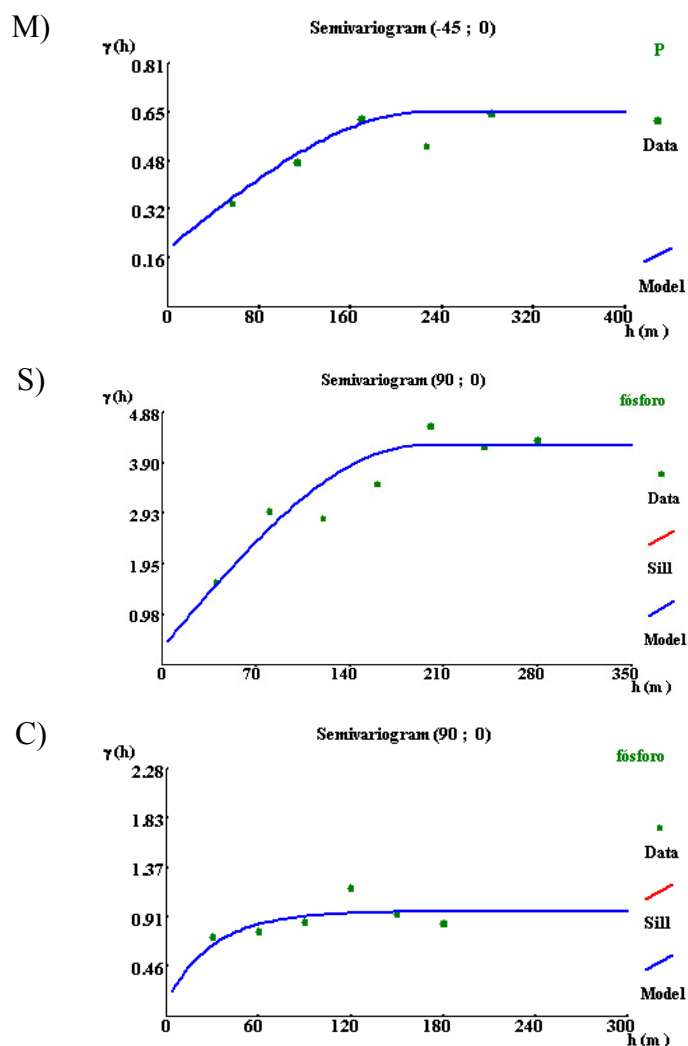 M)
Semivariogram (-45 ; 0)
γ(h)
P
0.81
0.65
0.48
0.32
0.16
Data
Model
0 80 160 240 320 400
h (m )
S)
Semivariogram (90 ; 0)
γ(h)
fósforo
4.88
3.90
2.93
1.95
0.98
Data
Sill
Model
0 70 140 210 280 350
h (m )
C)
Semivariogram (90 ; 0)
γ(h)
fósforo
2.28
1.83
1.37
0.91
0.46
Data
Sill
Model
0 60 120 180 240 300
h (m )